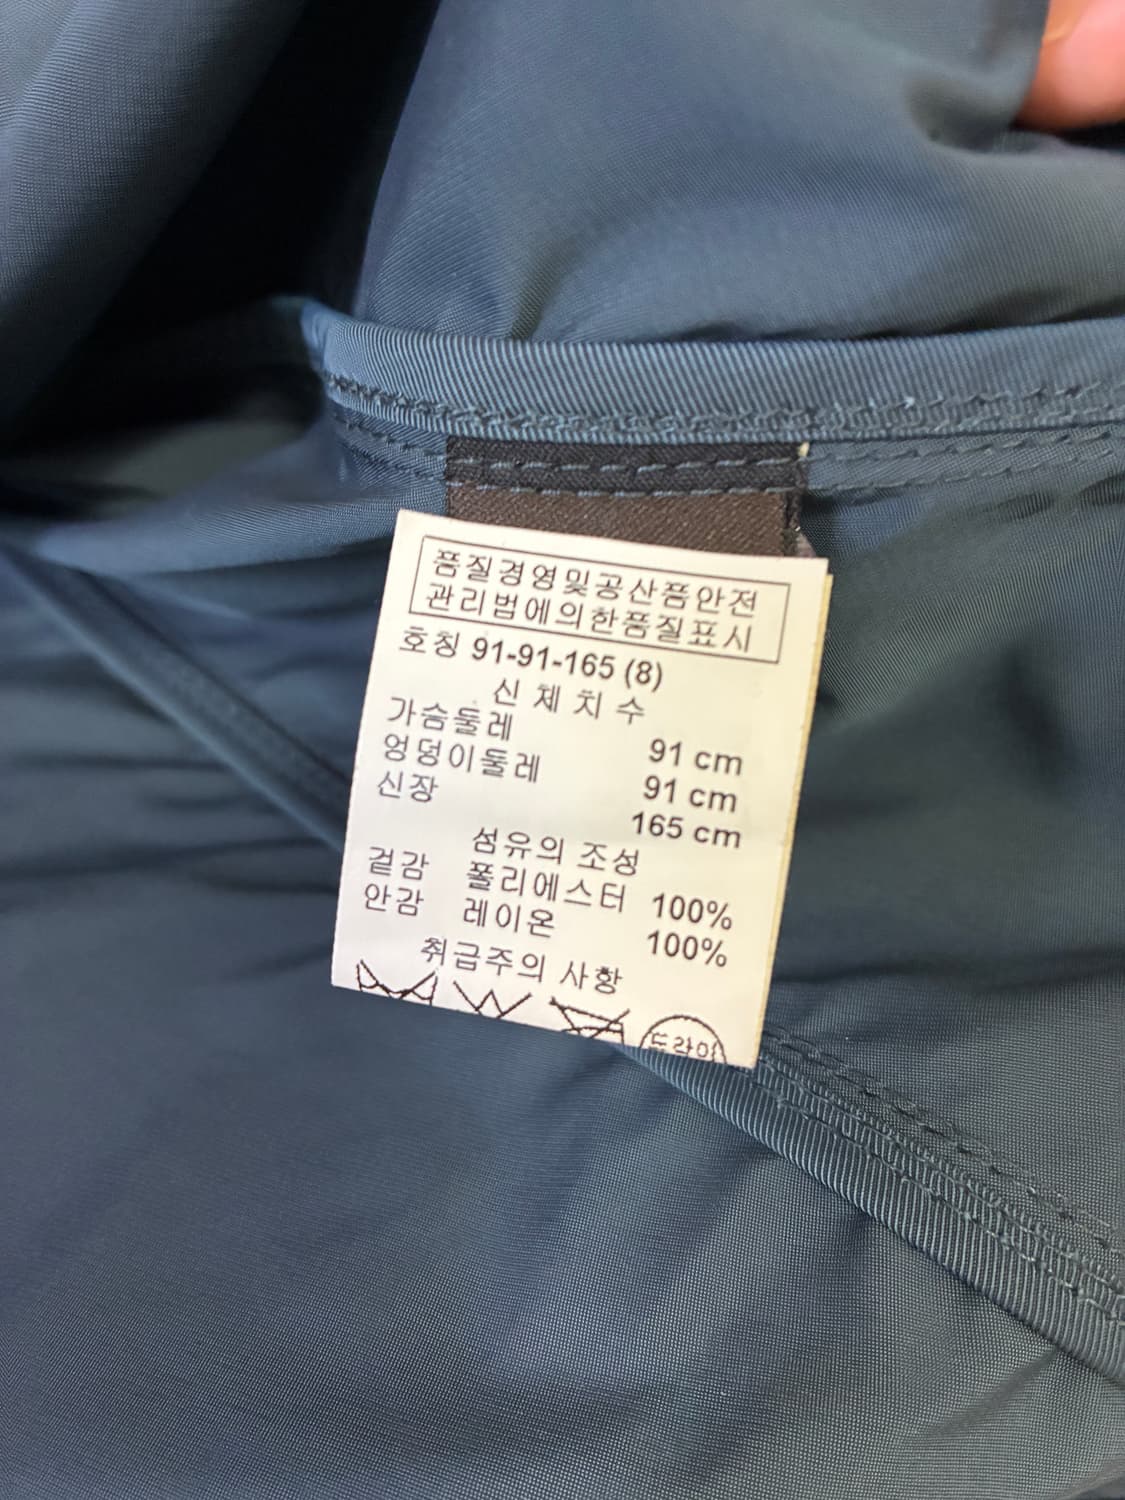 품질경영및공산품안전
관리법에의한품질표시
호칭 91-91-165 (8)
신 체 치 수
가슴둘레 91 cm
엉덩이둘레 91 cm
신장 165 cm
섬유의 조성
겉감 폴리에스터 100%
안감 레이온 100%
취급주의 사항
드라이